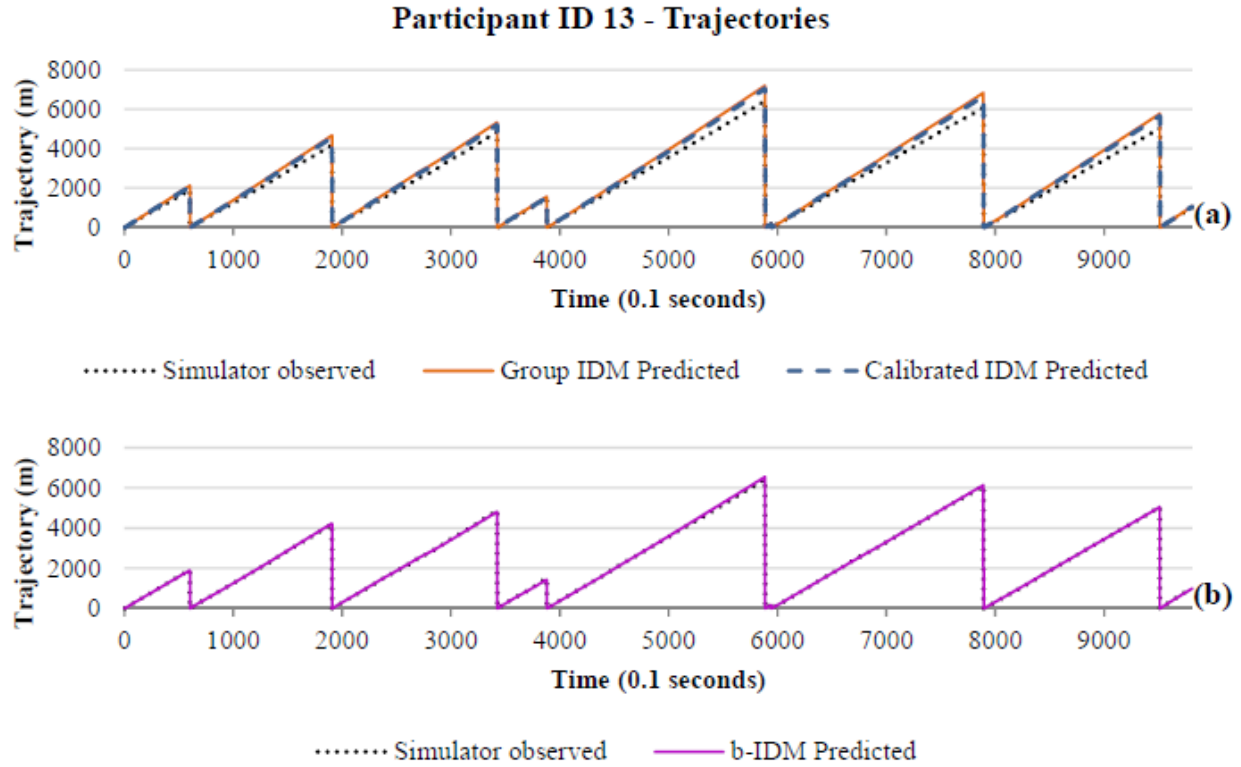 Participant ID 13 - Trajectories
Trajectory (m)
8000
6000
4000
2000
0
0 1000 2000 3000 4000 5000 6000 7000 8000 9000
(a)
Time (0.1 seconds)
Simulator observed Group IDM Predicted Calibrated IDM Predicted
Trajectory (m)
8000
6000
4000
2000
0
0 1000 2000 3000 4000 5000 6000 7000 8000 9000
(b)
Time (0.1 seconds)
Simulator observed b-IDM Predicted